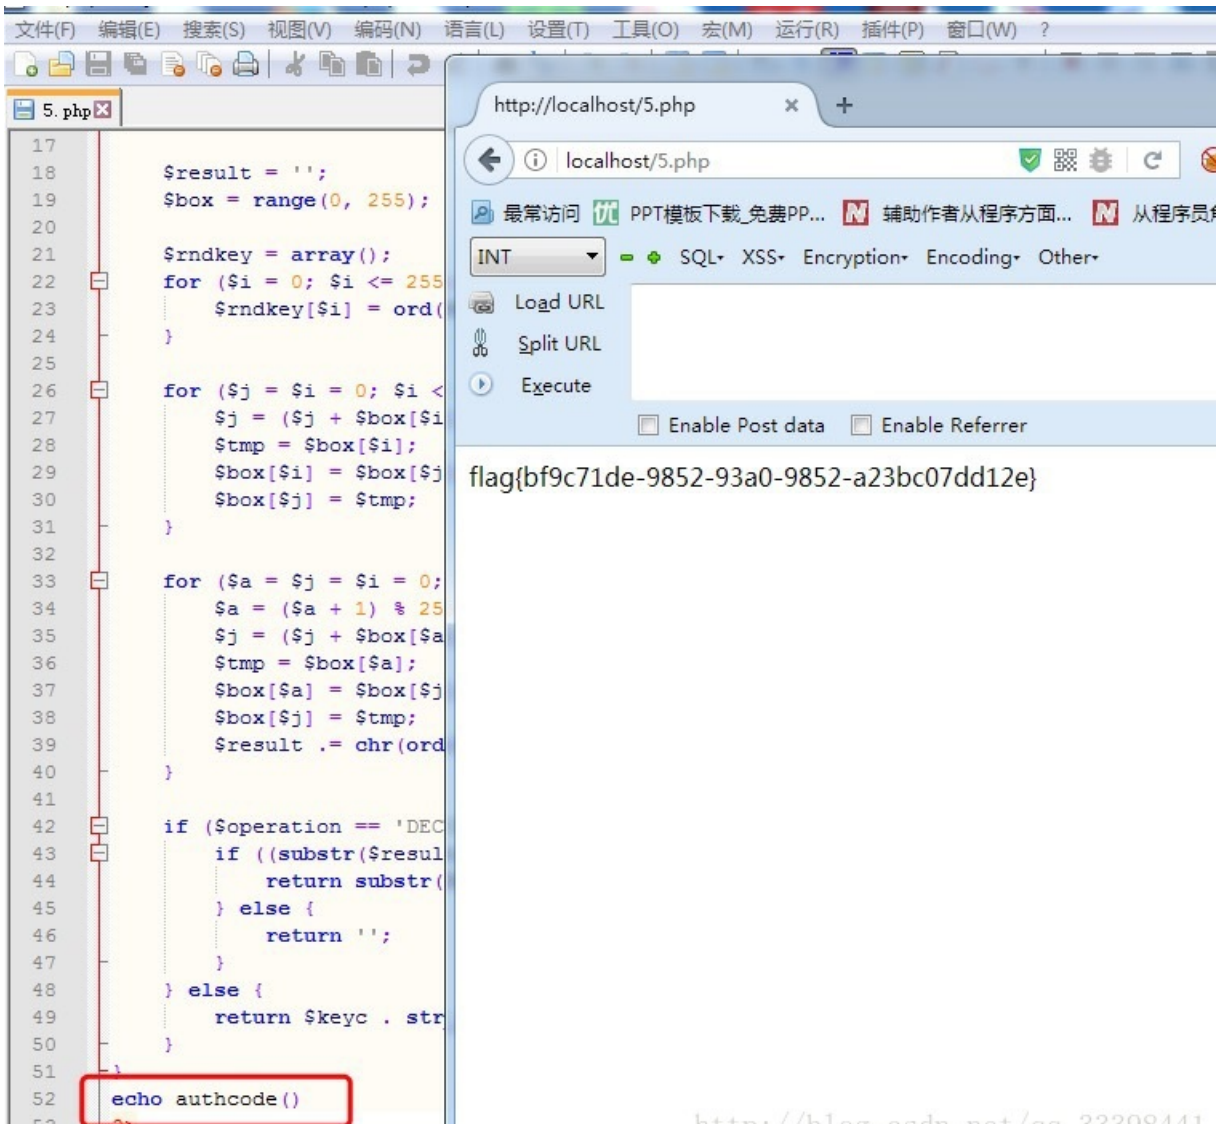 文件(F) 编辑(E) 搜索(S) 视图(V) 编码(N) 语言(L) 设置(T) 工具(O) 宏(M) 运行(R) 插件(P) 窗口(W) ?
5.php
17
18 $result = '';
19 $box = range(0, 255);
20
21 $rndkey = array();
22 for ($i = 0; $i <= 255
23 $rndkey[$i] = ord(
24 }
25
26 for ($j = $i = 0; $i <
27 $j = ($j + $box[$i
28 $tmp = $box[$i];
29 $box[$i] = $box[$j
30 $box[$j] = $tmp;
31 }
32
33 for ($a = $j = $i = 0;
34 $a = ($a + 1) % 25
35 $j = ($j + $box[$a
36 $tmp = $box[$a];
37 $box[$a] = $box[$j
38 $box[$j] = $tmp;
39 $result .= chr(ord
40 }
41
42 if ($operation == 'DEC
43 if ((substr($resul
44 return substr(
45 } else {
46 return '';
47 }
48 } else {
49 return $keyc . str
50 }
51 }
52 echo authcode()
http://localhost/5.php × +
localhost/5.php
最常访问 优 PPT模板下载_免费PP... N 辅助作者从程序方面... N 从程序员
INT SQL XSS Encryption Encoding Other
Load URL
Split URL
Execute
Enable Post data Enable Referrer
flag{bf9c71de-9852-93a0-9852-a23bc07dd12e}